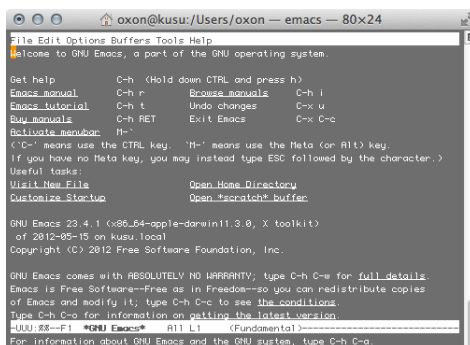 oxon@kusu:/Users/oxon — emacs — 80×24
File Edit Options Buffers Tools Help
Welcome to GNU Emacs, a part of the GNU operating system.
Get help C-h (Hold down CTRL and press h)
Emacs manual C-h r Browse manuals C-h i
Emacs tutorial C-h t Undo changes C-x u
Buy manuals C-h RET Exit Emacs C-x C-c
Activate menubar M-`
(`C-' means use the CTRL key. `M-' means use the Meta (or Alt) key.
If you have no Meta key, you may instead type ESC followed by the character.)
Useful tasks:
Visit New File Open Home Directory
Customize Startup Open *scratch* buffer
GNU Emacs 23.4.1 (x86_64-apple-darwin11.3.0, X toolkit)
of 2012-05-15 on kusu.local
Copyright (C) 2012 Free Software Foundation, Inc.
GNU Emacs comes with ABSOLUTELY NO WARRANTY; type C-h C-w for full details.
Emacs is Free Software--Free as in Freedom--so you can redistribute copies
of Emacs and modify it; type C-h C-c to see the conditions.
Type C-h C-o for information on getting the latest version.
-UUU:%%--F1 *GNU Emacs* All L1 (Fundamental)--------------------------
For information about GNU Emacs and the GNU system, type C-h C-a.